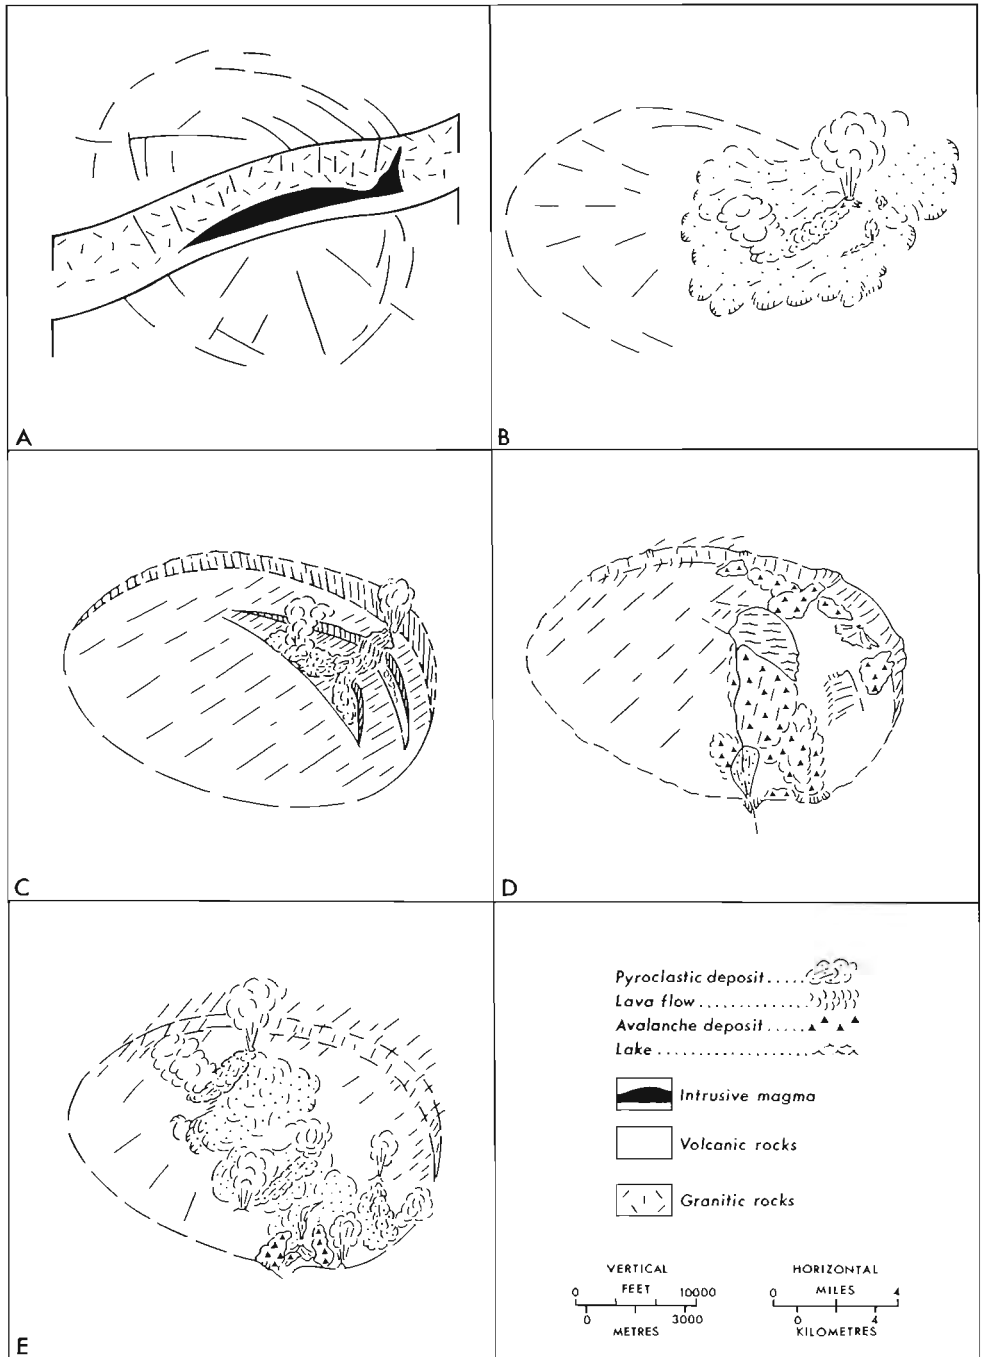 A
B
C
D
E
Pyroclastic deposit.....
Lava flow.............
Avalanche deposit.....
Lake..................
Intrusive magma
Volcanic rocks
Granitic rocks
VERTICAL
FEET
0 10000
0 3000
METRES
HORIZONTAL
MILES
0 4
0 4
KILOMETRES